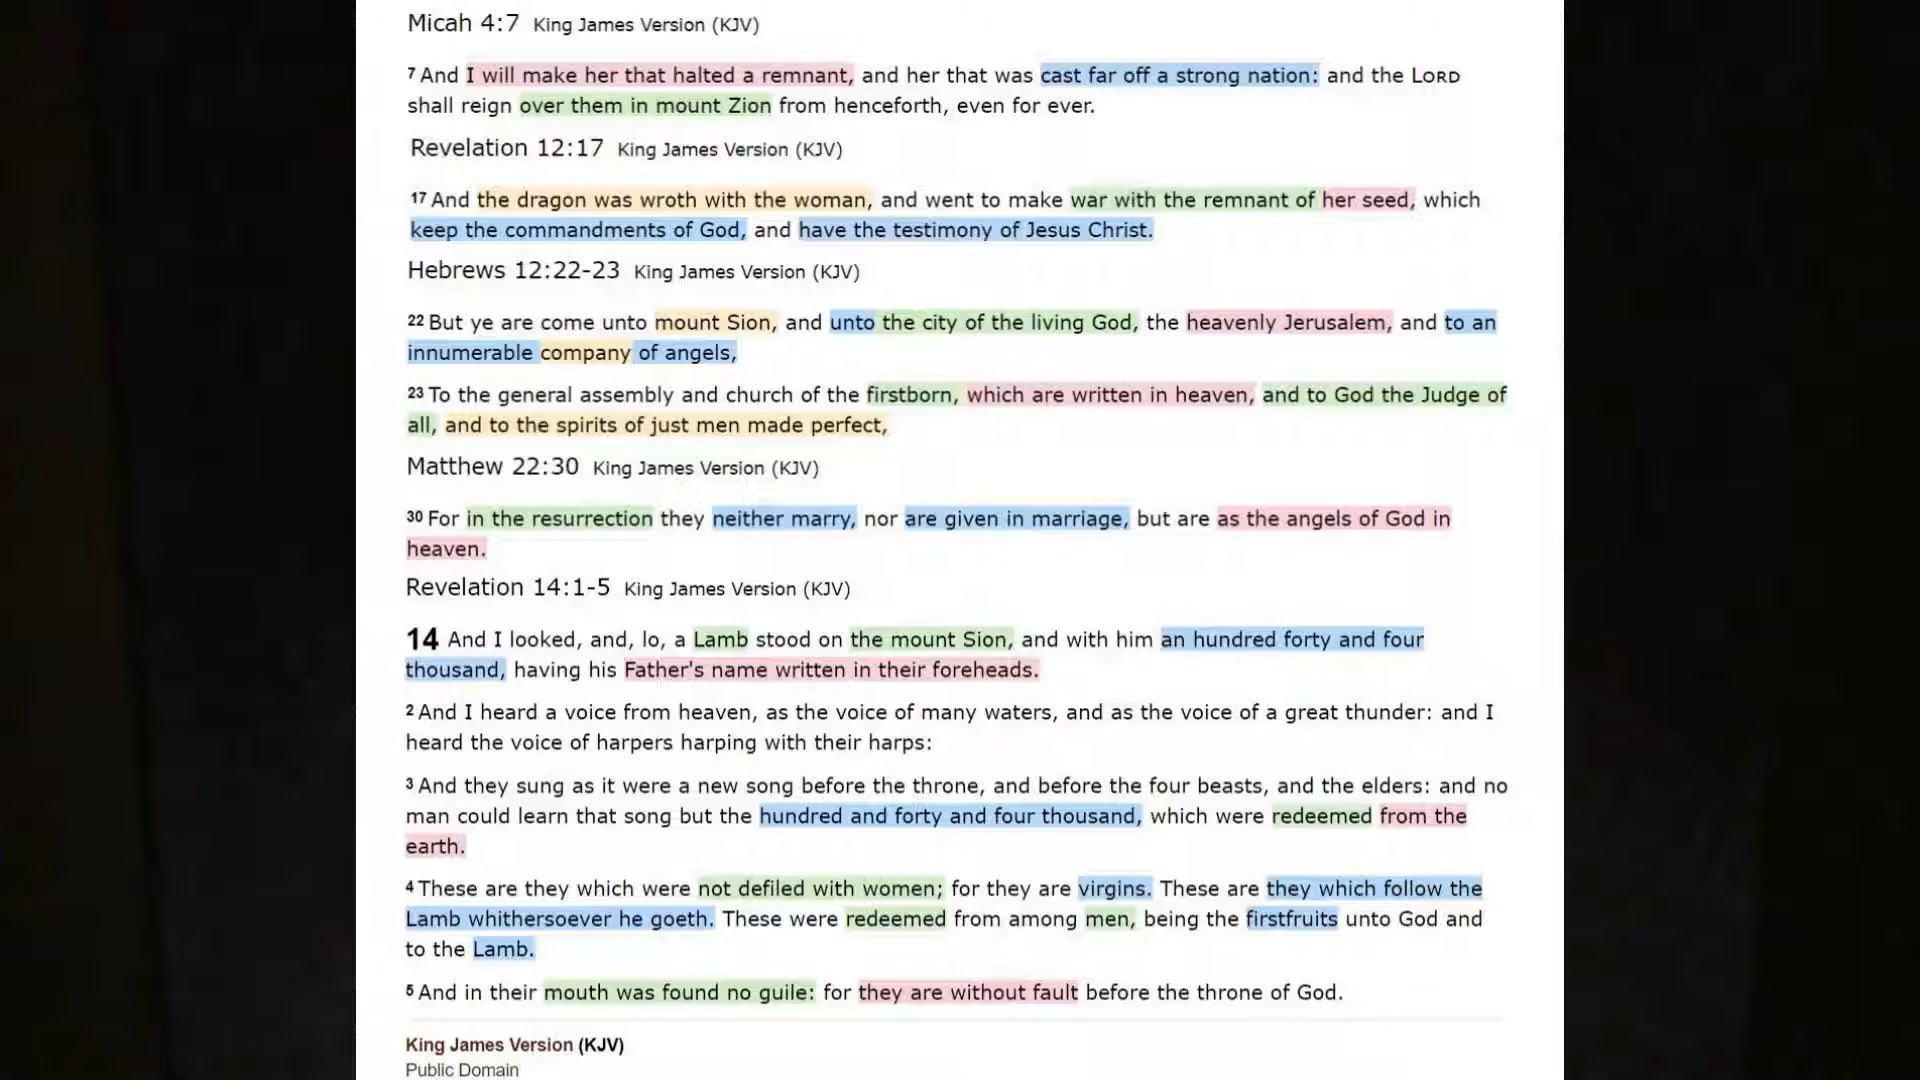 Micah 4:7 King James Version (KJV)
7 And I will make her that halted a remnant, and her that was cast far off a strong nation: and the LORD
shall reign over them in mount Zion from henceforth, even for ever.
Revelation 12:17 King James Version (KJV)
17 And the dragon was wroth with the woman, and went to make war with the remnant of her seed, which
keep the commandments of God, and have the testimony of Jesus Christ.
Hebrews 12:22-23 King James Version (KJV)
22 But ye are come unto mount Sion, and unto the city of the living God, the heavenly Jerusalem, and to an
innumerable company of angels,
23 To the general assembly and church of the firstborn, which are written in heaven, and to God the Judge of
all, and to the spirits of just men made perfect,
Matthew 22:30 King James Version (KJV)
30 For in the resurrection they neither marry, nor are given in marriage, but are as the angels of God in
heaven.
Revelation 14:1-5 King James Version (KJV)
14 And I looked, and, lo, a Lamb stood on the mount Sion, and with him an hundred forty and four
thousand, having his Father's name written in their foreheads.
2 And I heard a voice from heaven, as the voice of many waters, and as the voice of a great thunder: and I
heard the voice of harpers harping with their harps:
3 And they sung as it were a new song before the throne, and before the four beasts, and the elders: and no
man could learn that song but the hundred and forty and four thousand, which were redeemed from the
earth.
4 These are they which were not defiled with women; for they are virgins. These are they which follow the
Lamb whithersoever he goeth. These were redeemed from among men, being the firstfruits unto God and
to the Lamb.
5 And in their mouth was found no guile: for they are without fault before the throne of God.
King James Version (KJV)
Public Domain